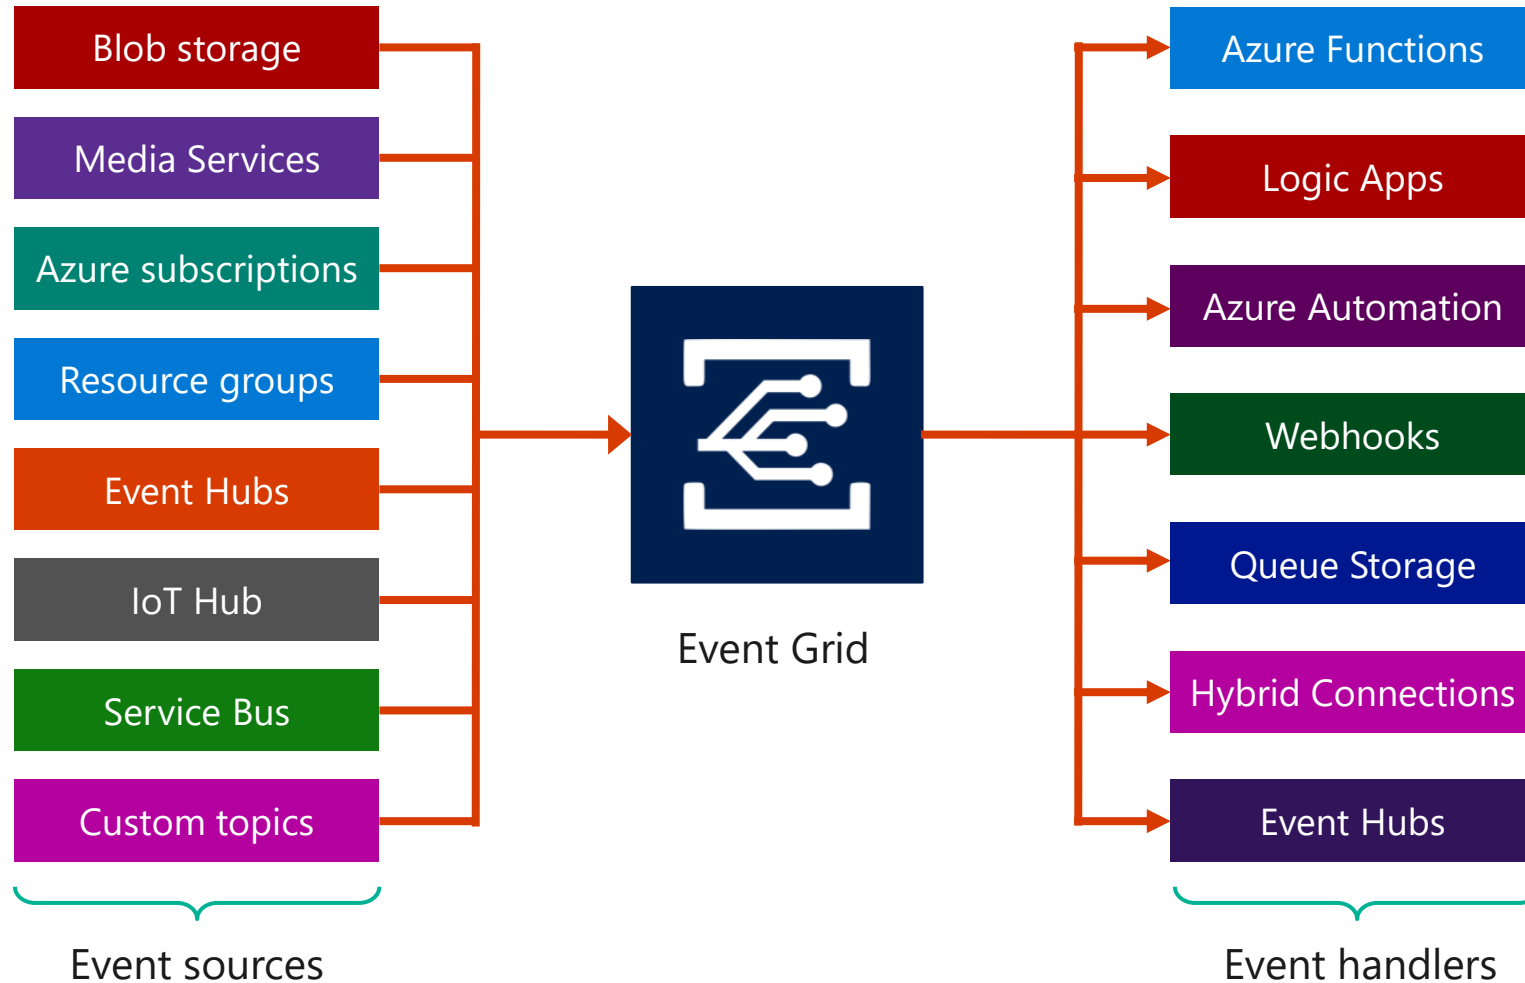 Blob storage
Media Services
Azure subscriptions
Resource groups
Event Hubs
IoT Hub
Service Bus
Custom topics
Event sources
Event Grid
Azure Functions
Logic Apps
Azure Automation
Webhooks
Queue Storage
Hybrid Connections
Event Hubs
Event handlers